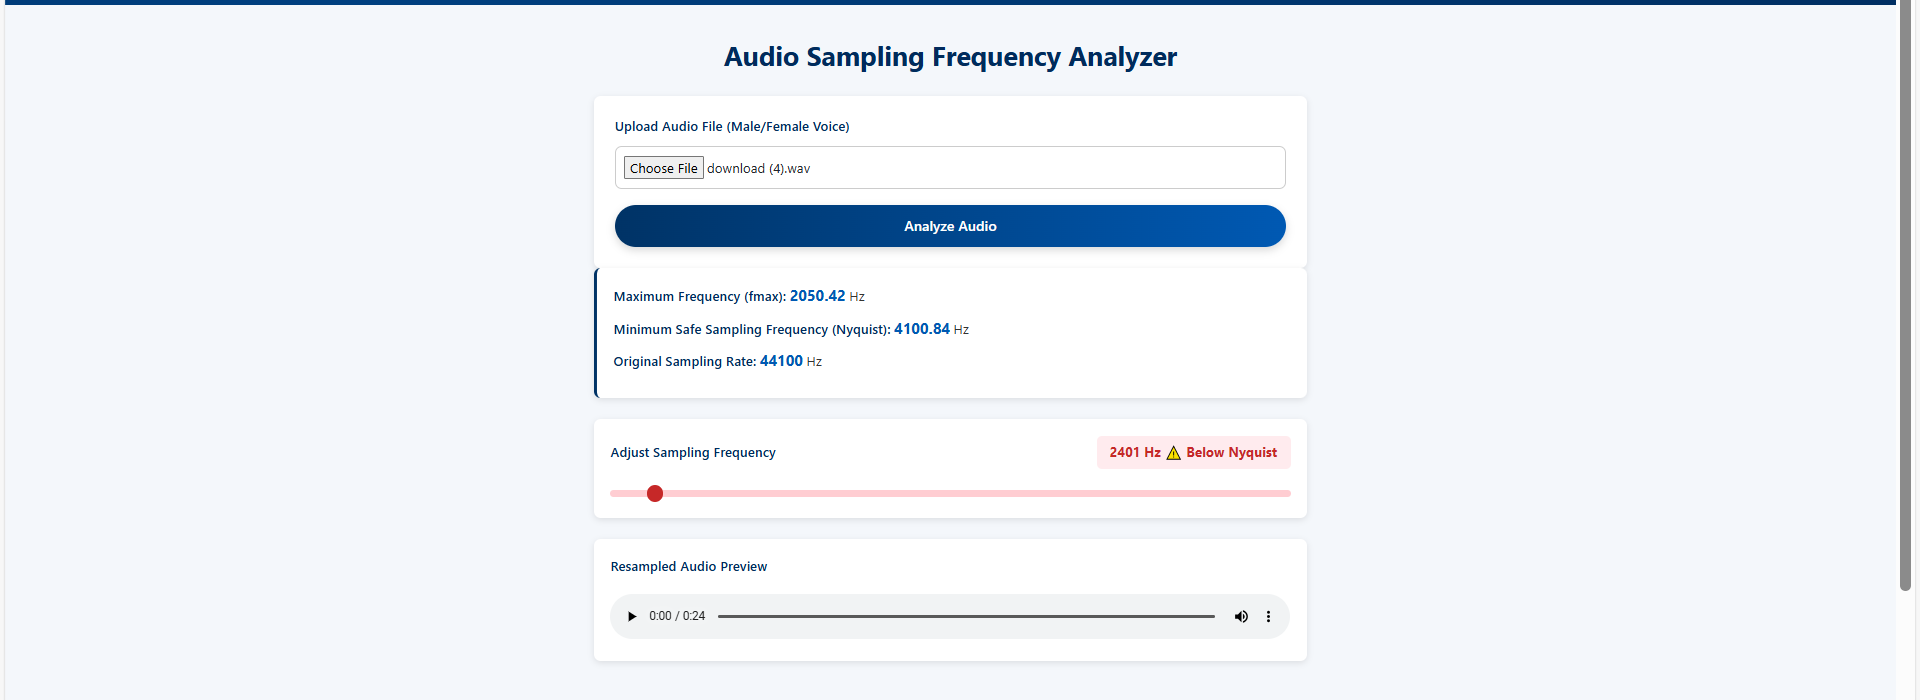 Audio Sampling Frequency Analyzer
Upload Audio File (Male/Female Voice)
Choose File download (4).wav
Analyze Audio
Maximum Frequency (fmax): 2050.42 Hz
Minimum Safe Sampling Frequency (Nyquist): 4100.84 Hz
Original Sampling Rate: 44100 Hz
Adjust Sampling Frequency 2401 Hz ⚠ Below Nyquist
Resampled Audio Preview
0:00 / 0:24